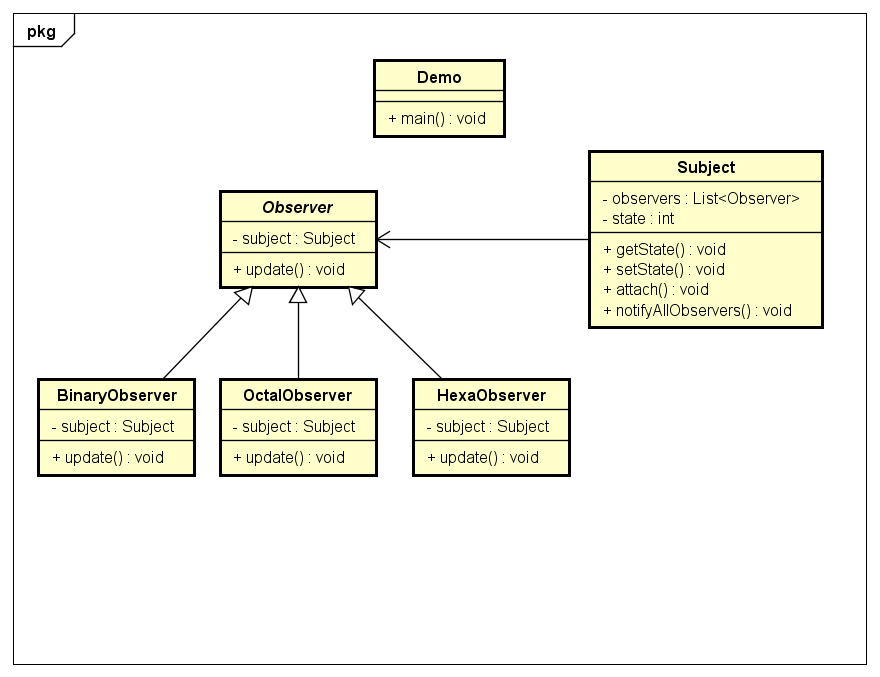 pkg
Demo
+ main() : void
Subject
- observers : List<Observer>
- state : int
+ getState() : void
+ setState() : void
+ attach() : void
+ notifyAllObservers() : void
Observer
- subject : Subject
+ update() : void
BinaryObserver
- subject : Subject
+ update() : void
OctalObserver
- subject : Subject
+ update() : void
HexaObserver
- subject : Subject
+ update() : void